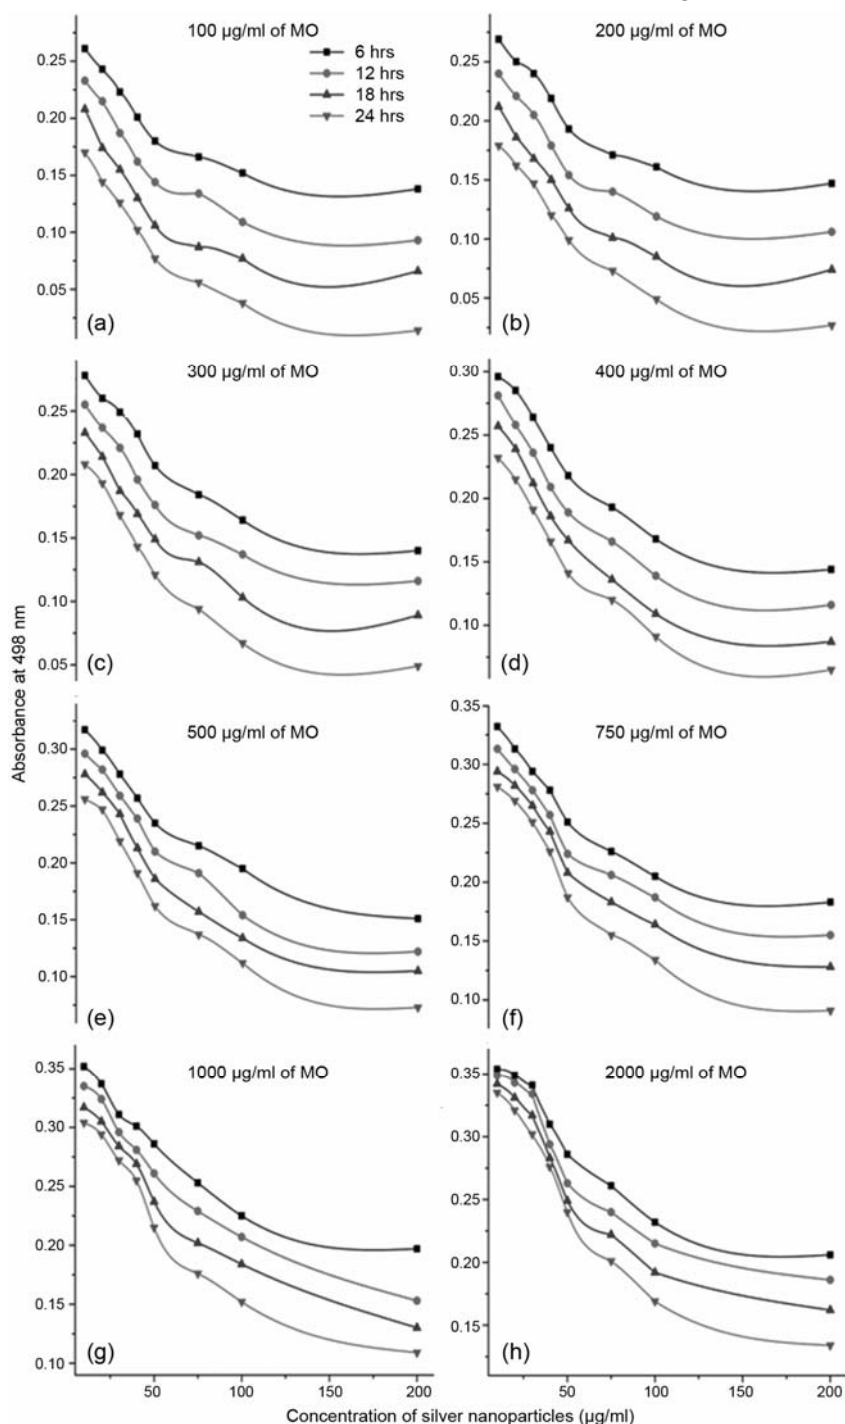 100 µg/ml of MO
200 µg/ml of MO
6 hrs
12 hrs
18 hrs
24 hrs
0.25
0.20
0.15
0.10
0.05
(a)
0.25
0.20
0.15
0.10
0.05
(b)
300 µg/ml of MO
400 µg/ml of MO
0.25
0.20
0.15
0.10
0.05
(c)
0.30
0.25
0.20
0.15
0.10
(d)
Absorbance at 498 nm
500 µg/ml of MO
750 µg/ml of MO
0.30
0.25
0.20
0.15
0.10
(e)
0.35
0.30
0.25
0.20
0.15
0.10
(f)
1000 µg/ml of MO
2000 µg/ml of MO
0.35
0.30
0.25
0.20
0.15
0.10
(g)
0.35
0.30
0.25
0.20
0.15
(h)
50 100 150 200
50 100 150 200
Concentration of silver nanoparticles (µg/ml)